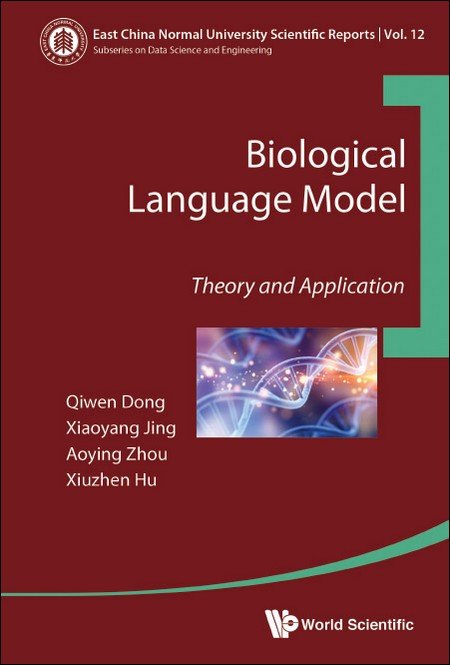 East China Normal University Scientific Reports | Vol. 12
Subseries on Data Science and Engineering
Biological
Language Model
Theory and Application
Qiwen Dong
Xiaoyang Jing
Aoying Zhou
Xiuzhen Hu
World Scientific